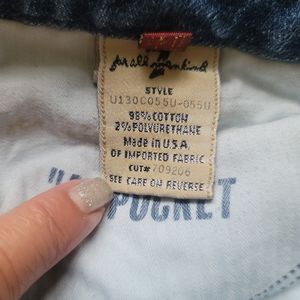 for all mankind
7
STYLE
U130C055U-055U
98% COTTON
2% POLYURETHANE
Made in U.S.A.
OF IMPORTED FABRIC
CUT# 709206
SEE CARE ON REVERSE
POCKET